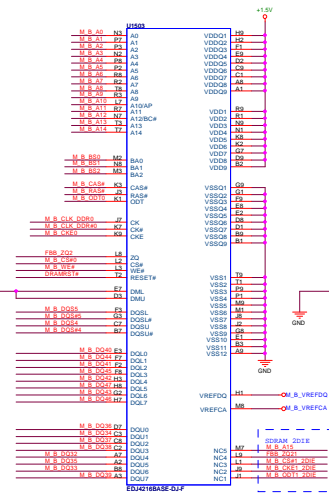 +1.5V
U1503
M_B_A0 N3 A0 VDDQ1 H9
M_B_A1 P7 A1 VDDQ2 H2
M_B_A2 P3 A2 VDDQ3 F1
M_B_A3 N2 A3 VDDQ4 E9
M_B_A4 P8 A4 VDDQ5 D2
M_B_A5 P2 A5 VDDQ6 C9
M_B_A6 R8 A6 VDDQ7 C1
M_B_A7 R2 A7 VDDQ8 A8
M_B_A8 T8 A8 VDDQ9 A1
M_B_A9 R3 A9
M_B_A10 L7 A10/AP
M_B_A11 R7 A11 VDD1 R9
M_B_A12 N7 A12/BC# VDD2 R1
M_B_A13 T3 A13 VDD3 N9
M_B_A14 T7 A14 VDD4 N1
VDD5 K8
VDD6 K2
VDD7 G7
M_B_BS0 M2 BA0 VDD8 D9
M_B_BS1 N8 BA1 VDD9 B2
M_B_BS2 M3 BA2
M_B_CAS# K3 CAS# VSSQ1 G9
M_B_RAS# J3 RAS# VSSQ2 G1
M_B_ODT0 K1 ODT VSSQ3 F9
VSSQ4 E8
VSSQ5 E2
M_B_CLK_DDR0 J7 CK VSSQ6 D8
M_B_CLK_DDR#0 K7 CK# VSSQ7 D1
M_B_CKE0 K9 CKE VSSQ8 B9
VSSQ9 B1
FBB_ZQ2 L8 ZQ
M_B_CS#0 L2 CS#
M_B_WE# L3 WE#
DRAMRST# T2 RESET# VSS1 T9
VSS2 T1
E7 DML VSS3 P9
D3 DMU VSS4 P1
VSS5 M9
VSS6 M1
M_B_DQS5 F3 DQSL VSS7 J8
M_B_DQS#5 G3 DQSL# VSS8 J2
M_B_DQS4 C7 DQSU VSS9 G8
M_B_DQS#4 B7 DQSU# VSS10 E1
VSS11 B3
VSS12 A9
GND
GND
M_B_DQ40 E3 DQL0
M_B_DQ44 F7 DQL1
M_B_DQ41 F2 DQL2
M_B_DQ45 F8 DQL3
M_B_DQ42 H3 DQL4
M_B_DQ47 H8 DQL5
M_B_DQ43 G2 DQL6 VREFDQ H1 M_B_VREFDQ
M_B_DQ46 H7 DQL7
VREFCA M8 M_B_VREFCA
M_B_DQ36 D7 DQU0
M_B_DQ34 C3 DQU1
M_B_DQ37 C8 DQU2 SDRAM 2DIE
M_B_DQ38 C2 DQU3 NC5 M7 M_B_A15
M_B_DQ32 A7 DQU4 NC4 L9 FBB_ZQ21
M_B_DQ35 A2 DQU5 NC3 L1 M_B_CS#1_2DIE
M_B_DQ33 B8 DQU6 NC2 J9 M_B_CKE1_2DIE
M_B_DQ39 A3 DQU7 NC1 J1 M_B_ODT1_2DIE
EDJ4216BASE-DJ-F